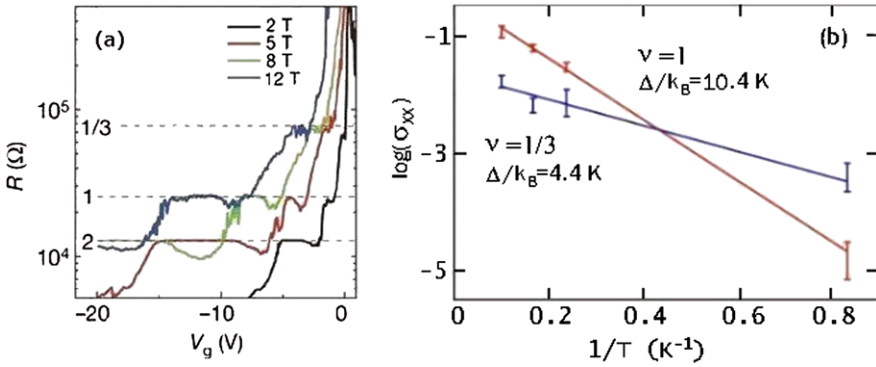 (a)
2 T
5 T
8 T
12 T
R (Ω)
10⁵
10⁴
1/3
1
2
−20
−10
0
V_g (V)
(b)
log(σ_xx)
-1
-3
-5
ν = 1
Δ/k_B = 10.4 K
ν = 1/3
Δ/k_B= 4.4 K
0
0.2
0.4
0.6
0.8
1/T (K⁻¹)